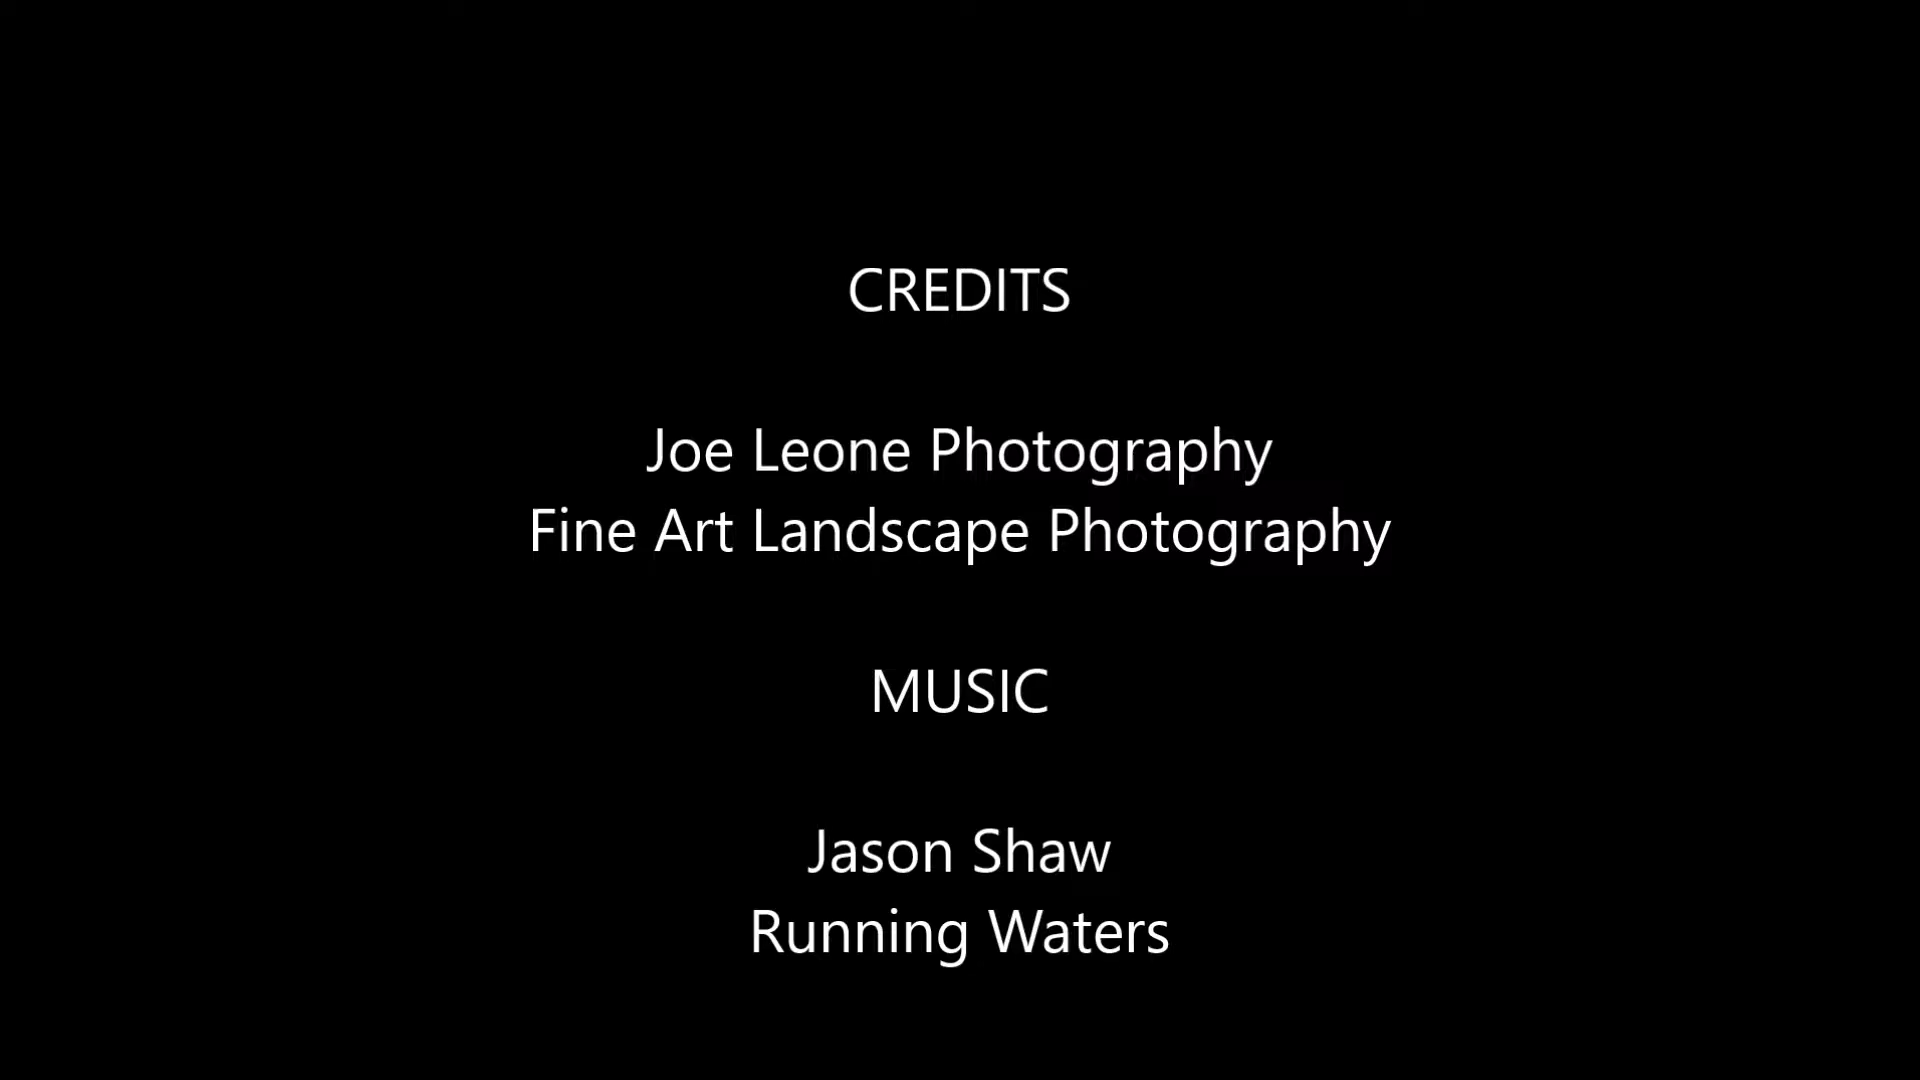 CREDITS
Joe Leone Photography
Fine Art Landscape Photography
MUSIC
Jason Shaw
Running Waters